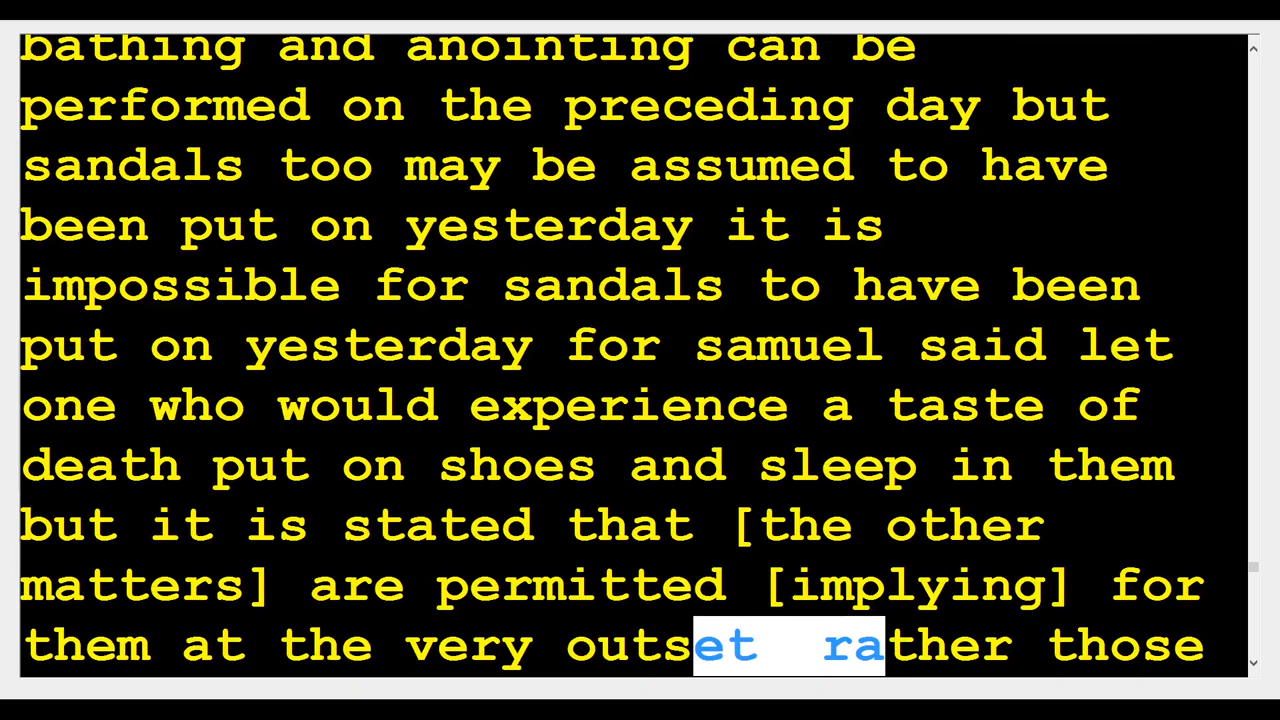 bathing and anointing can be
performed on the preceding day but
sandals too may be assumed to have
been put on yesterday it is
impossible for sandals to have been
put on yesterday for samuel said let
one who would experience a taste of
death put on shoes and sleep in them
but it is stated that [the other
matters] are permitted [implying] for
them at the very outset  rather those